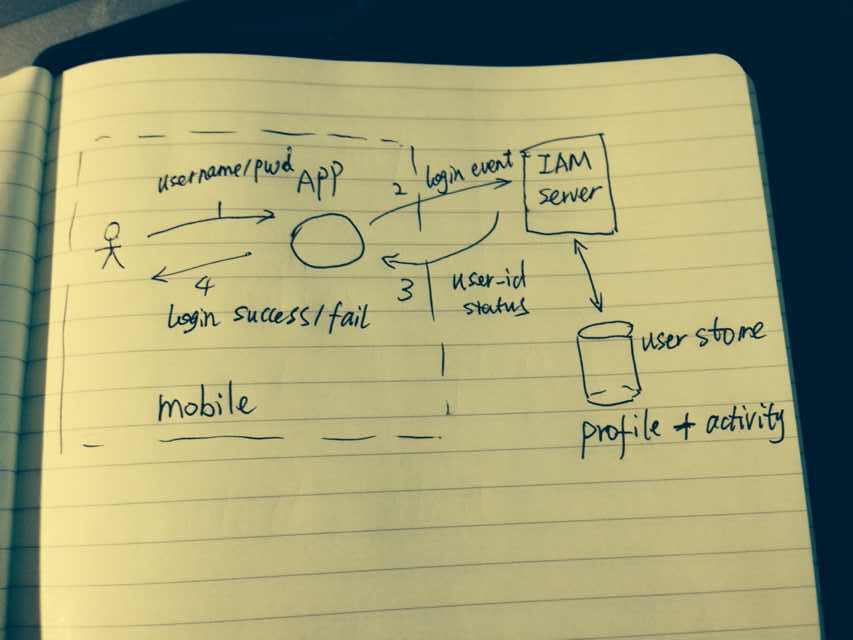 username/pwd
APP
1
2
login event
IAM
server
4
login success/fail
3
user-id
status
user store
mobile
profile + activity